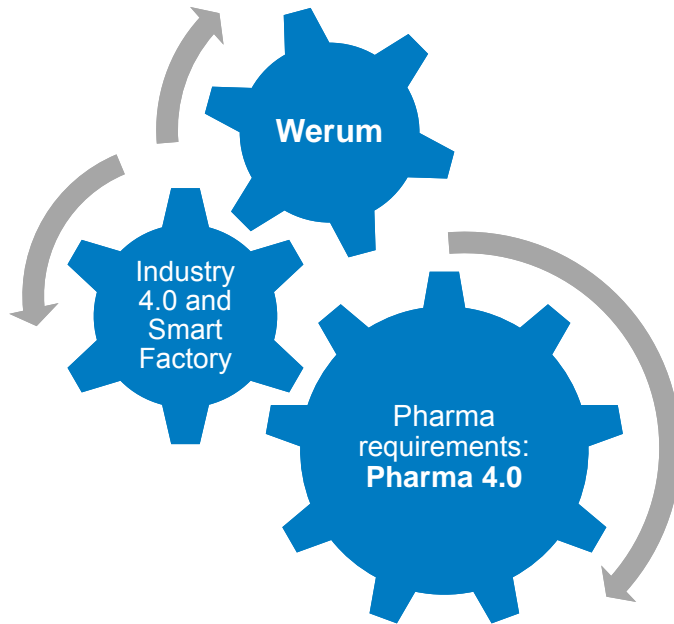 Werum
Industry
4.0 and
Smart
Factory
Pharma
requirements:
Pharma 4.0